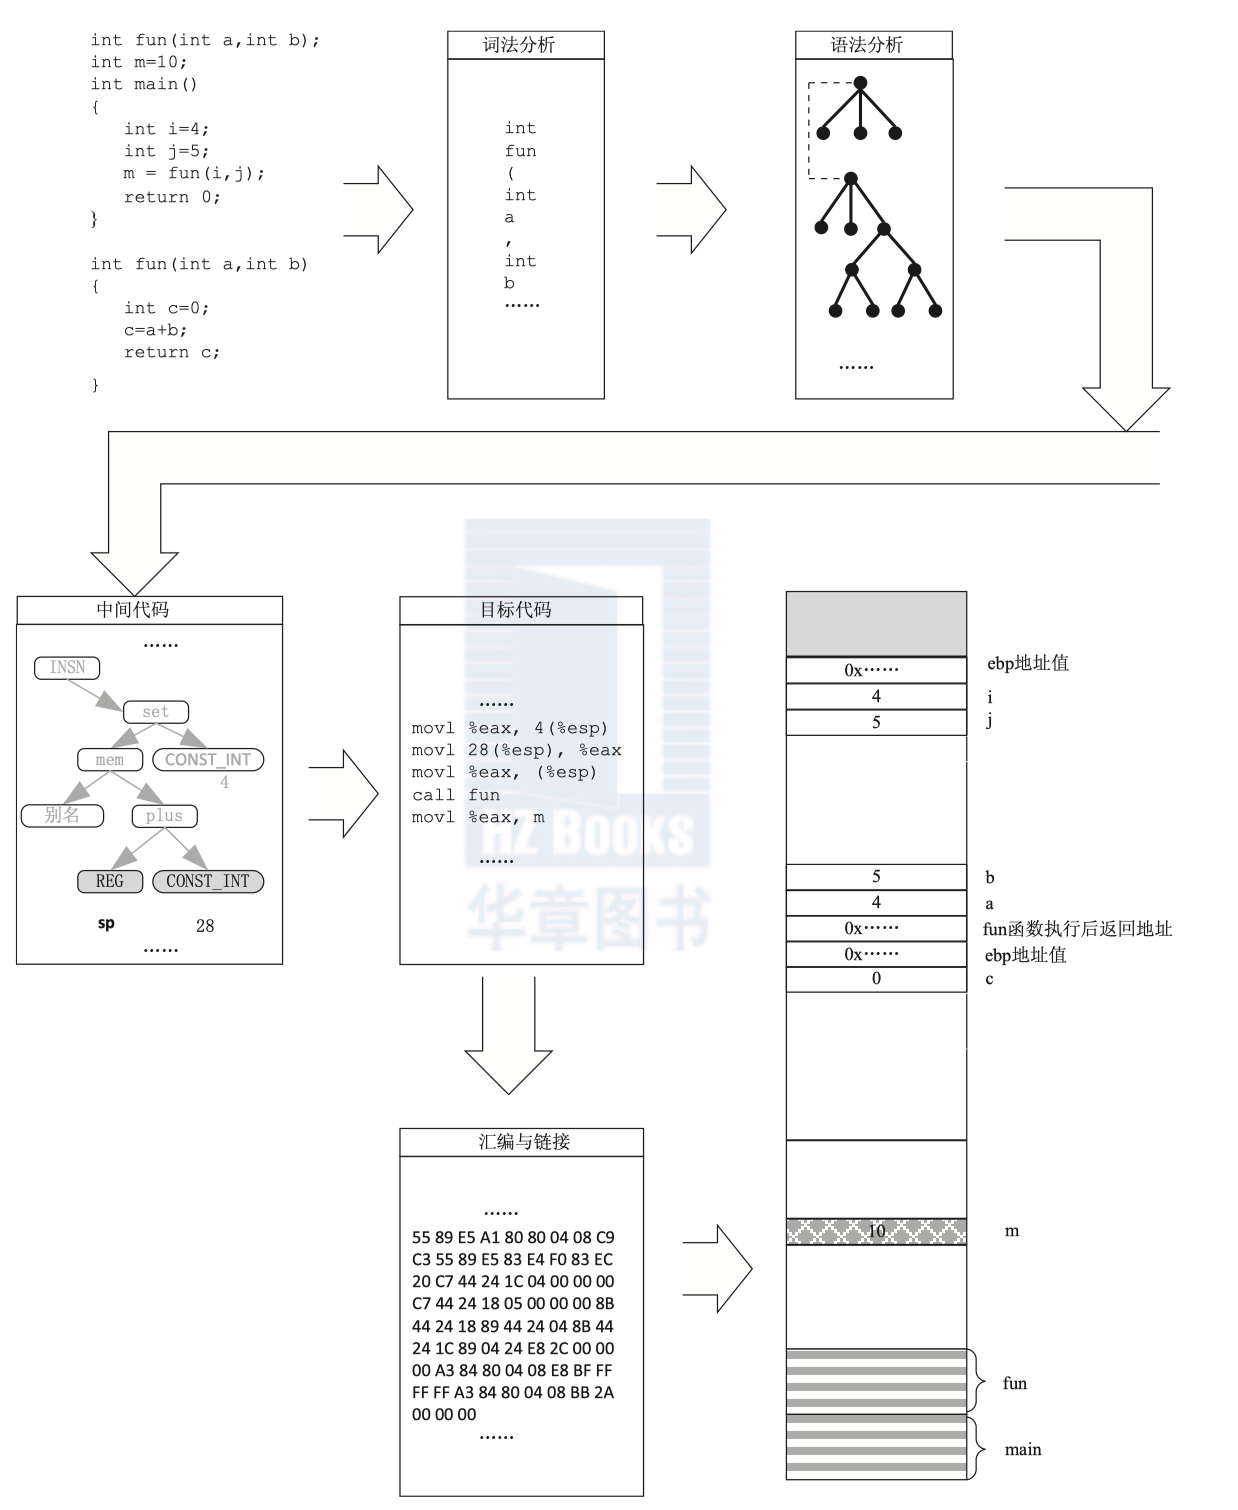 int fun(int a,int b);
int m=10;
int main()
{
int i=4;
int j=5;
m = fun(i,j);
return 0;
}
int fun(int a,int b)
{
int c=0;
c=a+b;
return c;
}
词法分析
int
fun
(
int
a
,
int
b
……
语法分析
……
中间代码
……
INSN
set
mem
CONST_INT
4
别名
plus
REG
CONST_INT
sp
28
……
目标代码
……
movl %eax, 4(%esp)
movl 28(%esp), %eax
movl %eax, (%esp)
call fun
movl %eax, m
……
HZ BOOKS
华章图书
汇编与链接
……
55 89 E5 A1 80 80 04 08 C9
C3 55 89 E5 83 E4 F0 83 EC
20 C7 44 24 1C 04 00 00 00
C7 44 24 18 05 00 00 00 8B
44 24 18 89 44 24 04 8B 44
24 1C 89 04 24 E8 2C 00 00
00 A3 84 80 04 08 E8 BF FF
FF FF A3 84 80 04 08 BB 2A
00 00 00
……
0x…… ebp地址值
4 i
5 j
5 b
4 a
0x…… fun函数执行后返回地址
0x…… ebp地址值
0 c
10 m
fun
main